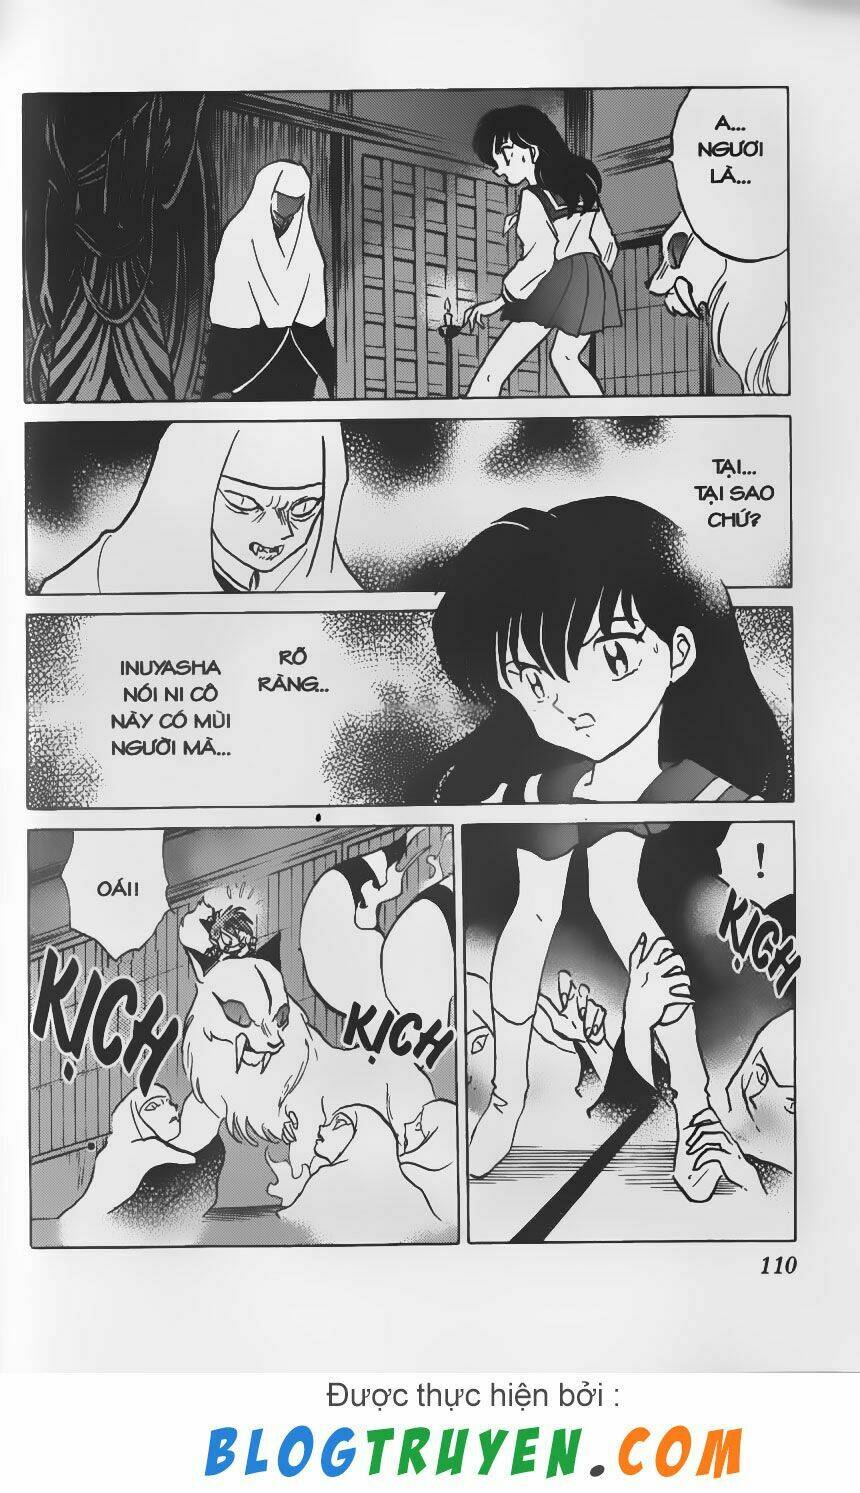 A...
NGƯƠI
LÀ...
TẠI...
TẠI SAO
CHỨ?
RÕ
RÀNG...
INUYASHA
NÓI NI CÔ
NÀY CÓ MÙI
NGƯỜI MÀ...
!
KỊCH
OÁI!
KỊCH
KỊCH
110
Được thực hiện bởi :
BLOGTRUYEN.COM